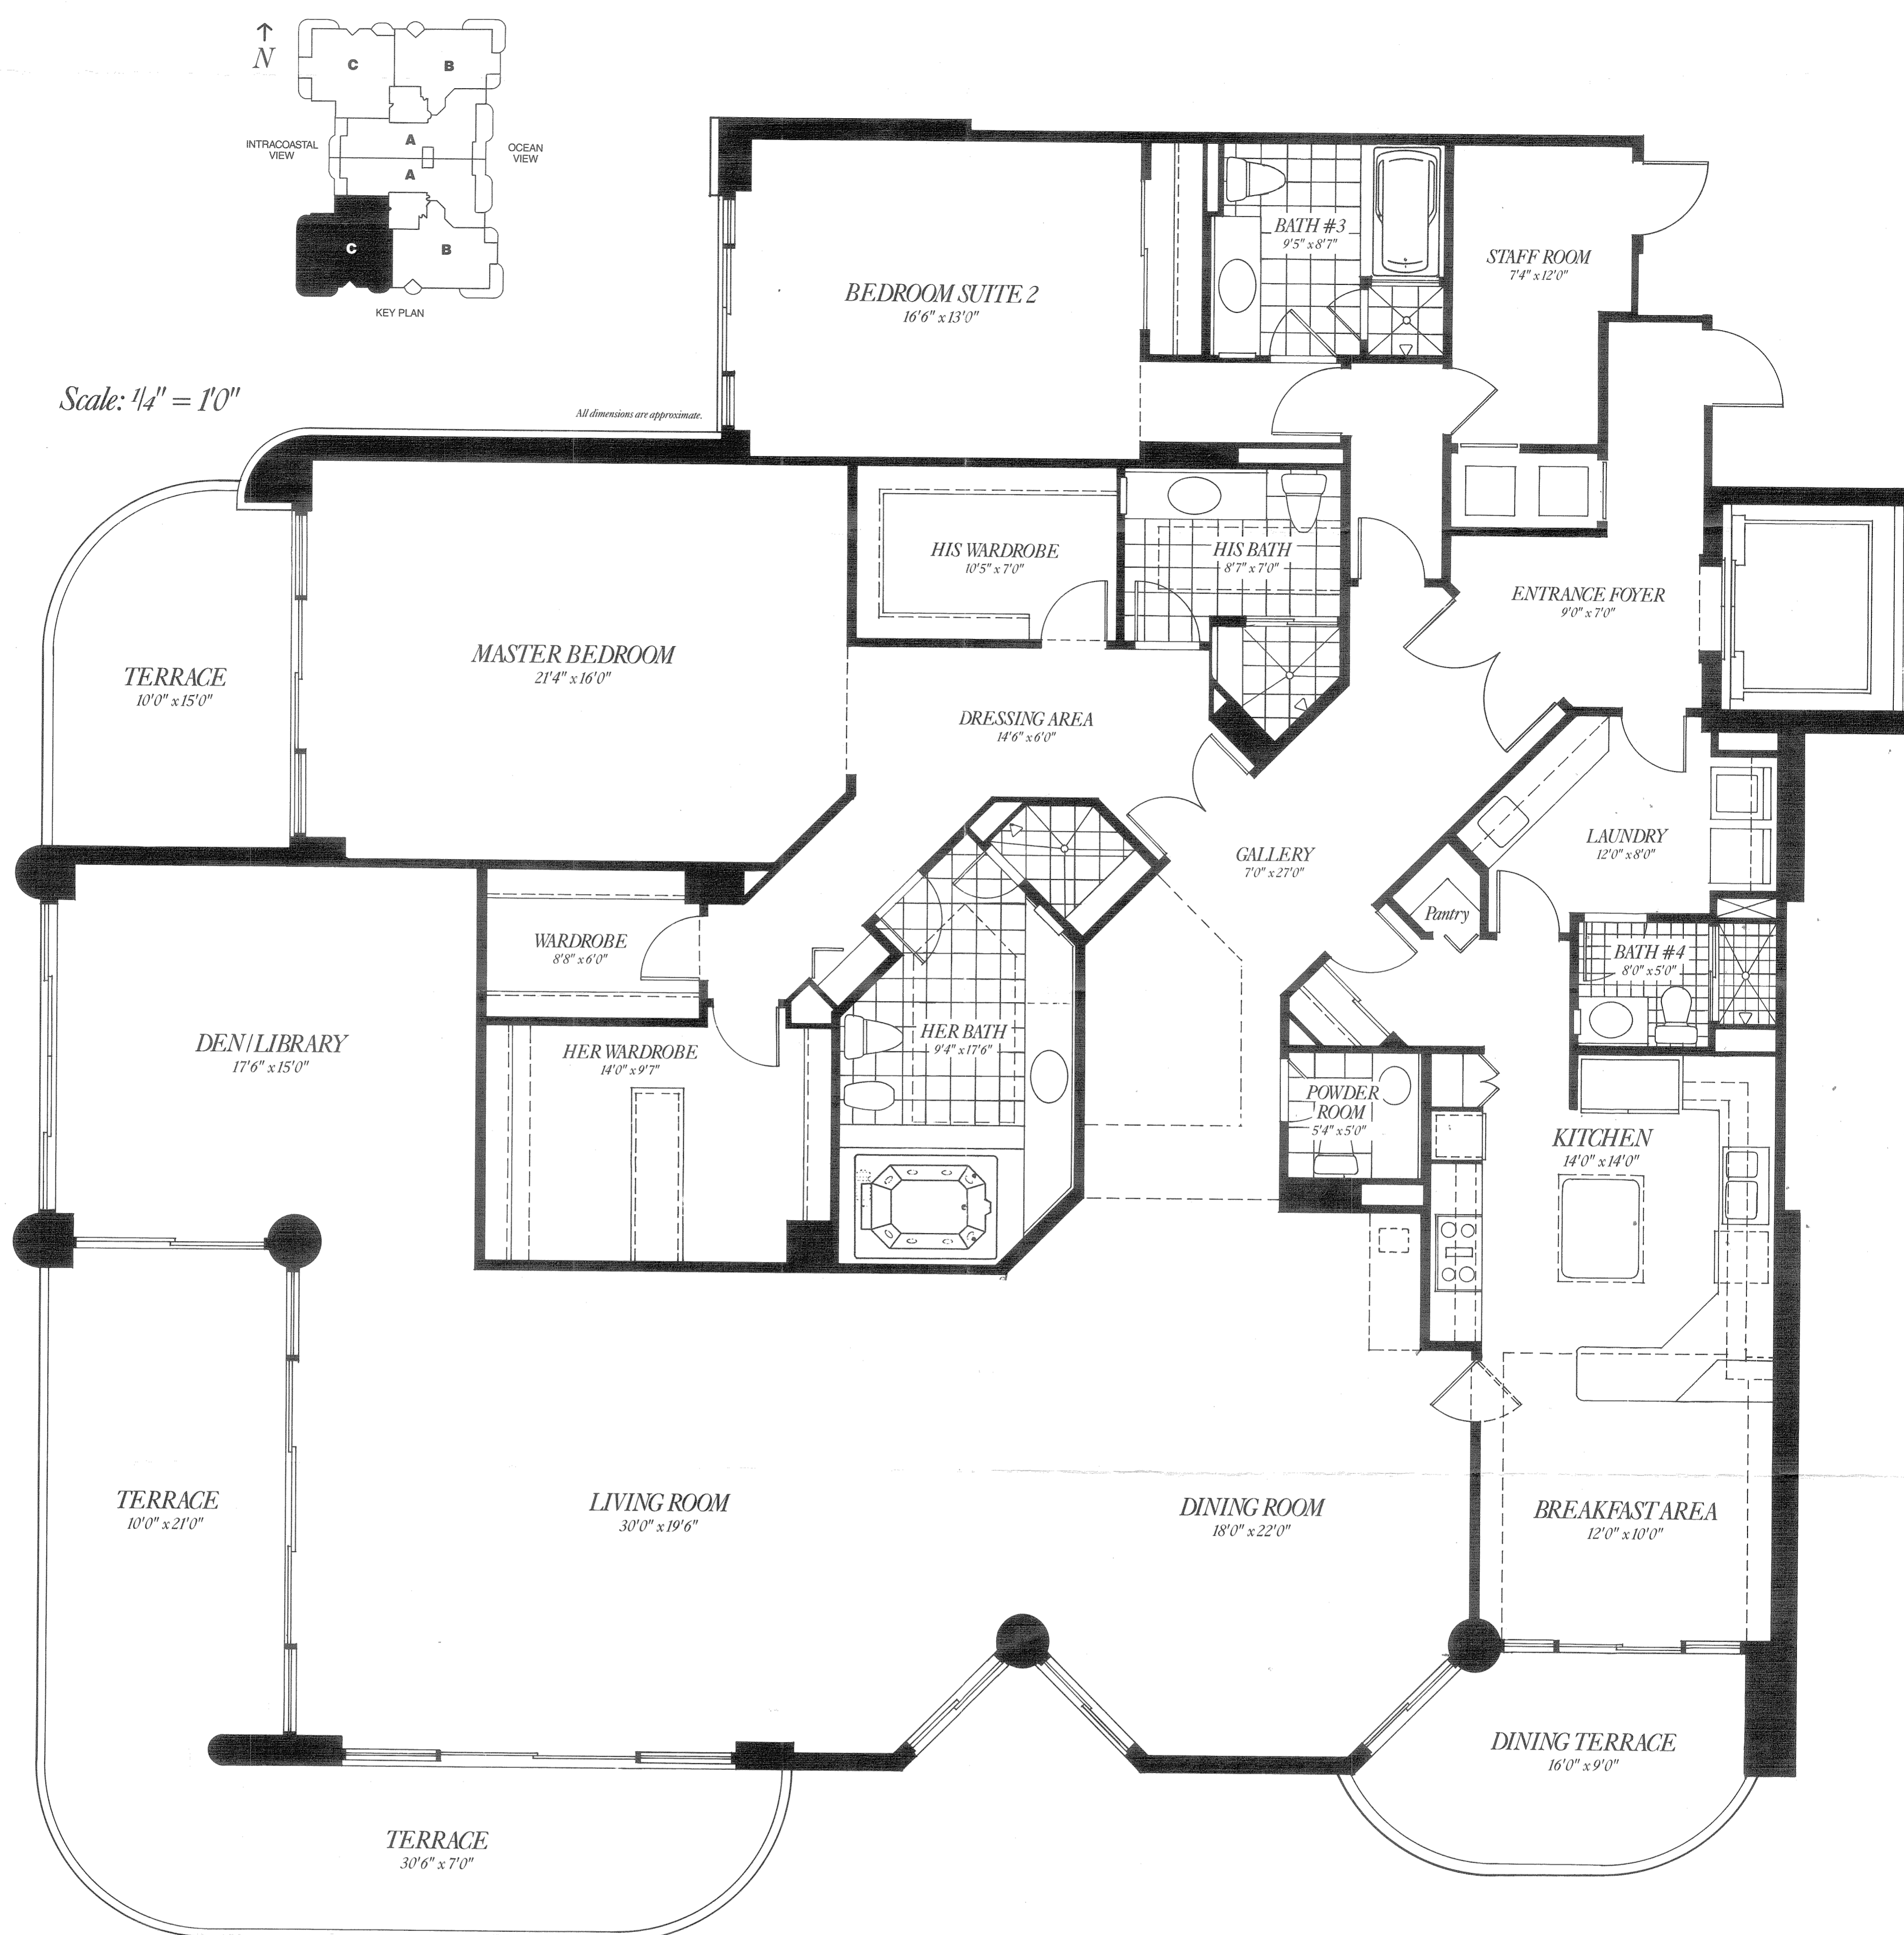 N
C
B
A
A
C
B
INTRACOASTAL
VIEW
OCEAN
VIEW
KEY PLAN
Scale: 1/4" = 1'0"
All dimensions are approximate.
BEDROOM SUITE 2
16'6" x 13'0"
BATH #3
9'5" x 8'7"
STAFF ROOM
7'4" x 12'0"
HIS WARDROBE
10'5" x 7'0"
HIS BATH
8'7" x 7'0"
ENTRANCE FOYER
9'0" x 7'0"
MASTER BEDROOM
21'4" x 16'0"
TERRACE
10'0" x 15'0"
DRESSING AREA
14'6" x 6'0"
GALLERY
7'0" x 27'0"
LAUNDRY
12'0" x 8'0"
Pantry
WARDROBE
8'8" x 6'0"
BATH #4
8'0" x 5'0"
DEN/LIBRARY
17'6" x 15'0"
HER WARDROBE
14'0" x 9'7"
HER BATH
9'4" x 17'6"
POWDER
ROOM
5'4" x 5'0"
KITCHEN
14'0" x 14'0"
TERRACE
10'0" x 21'0"
LIVING ROOM
30'0" x 19'6"
DINING ROOM
18'0" x 22'0"
BREAKFAST AREA
12'0" x 10'0"
DINING TERRACE
16'0" x 9'0"
TERRACE
30'6" x 7'0"